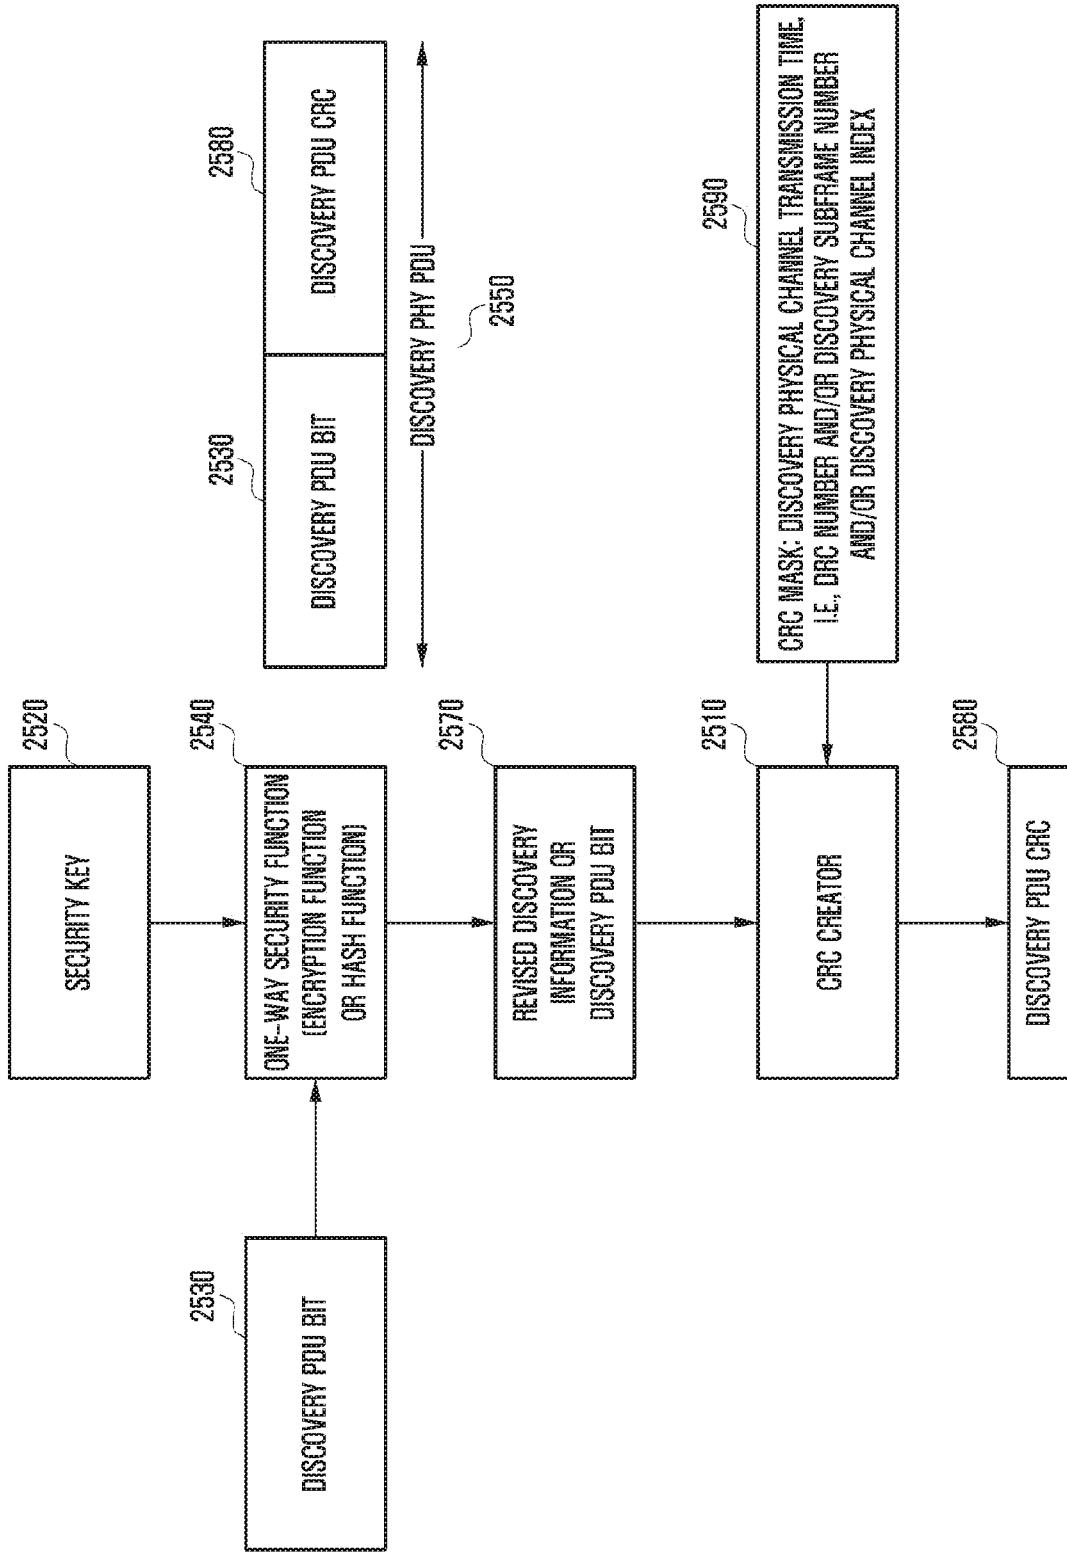 2520
SECURITY KEY
2530
DISCOVERY PDU BIT
2540
ONE-WAY SECURITY FUNCTION
(ENCRYPTION FUNCTION
OR HASH FUNCTION)
2530
DISCOVERY PDU BIT
2580
DISCOVERY PDU CRC
DISCOVERY PHY PDU
2550
2570
REVISED DISCOVERY
INFORMATION OR
DISCOVERY PDU BIT
2510
CRC CREATOR
2590
CRC MASK: DISCOVERY PHYSICAL CHANNEL TRANSMISSION TIME,
I.E., DRC NUMBER AND/OR DISCOVERY SUBFRAME NUMBER
AND/OR DISCOVERY PHYSICAL CHANNEL INDEX
2580
DISCOVERY PDU CRC